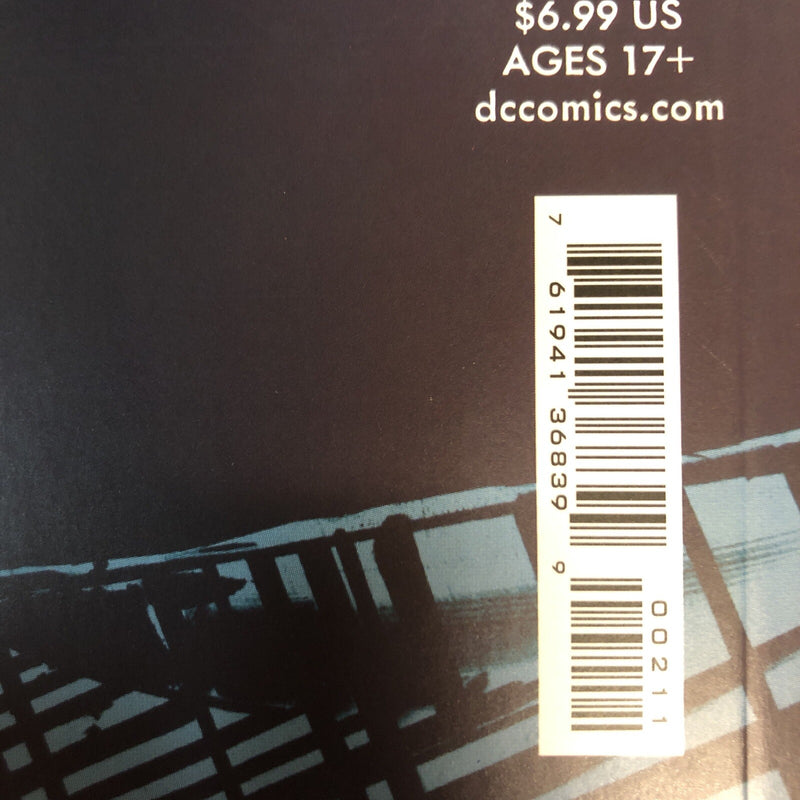 $6.99 US
AGES 17+
dccomics.com
7 61941 36839 9
00211